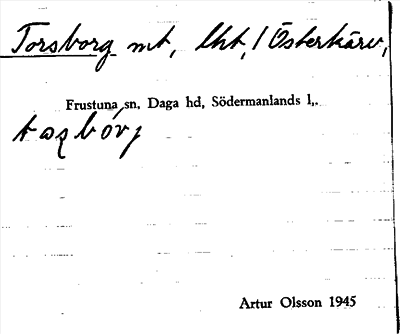 Torsborg mt, lht, / Österkärv,
Frustuna sn, Daga hd, Södermanlands l,.
Artur Olsson 1945